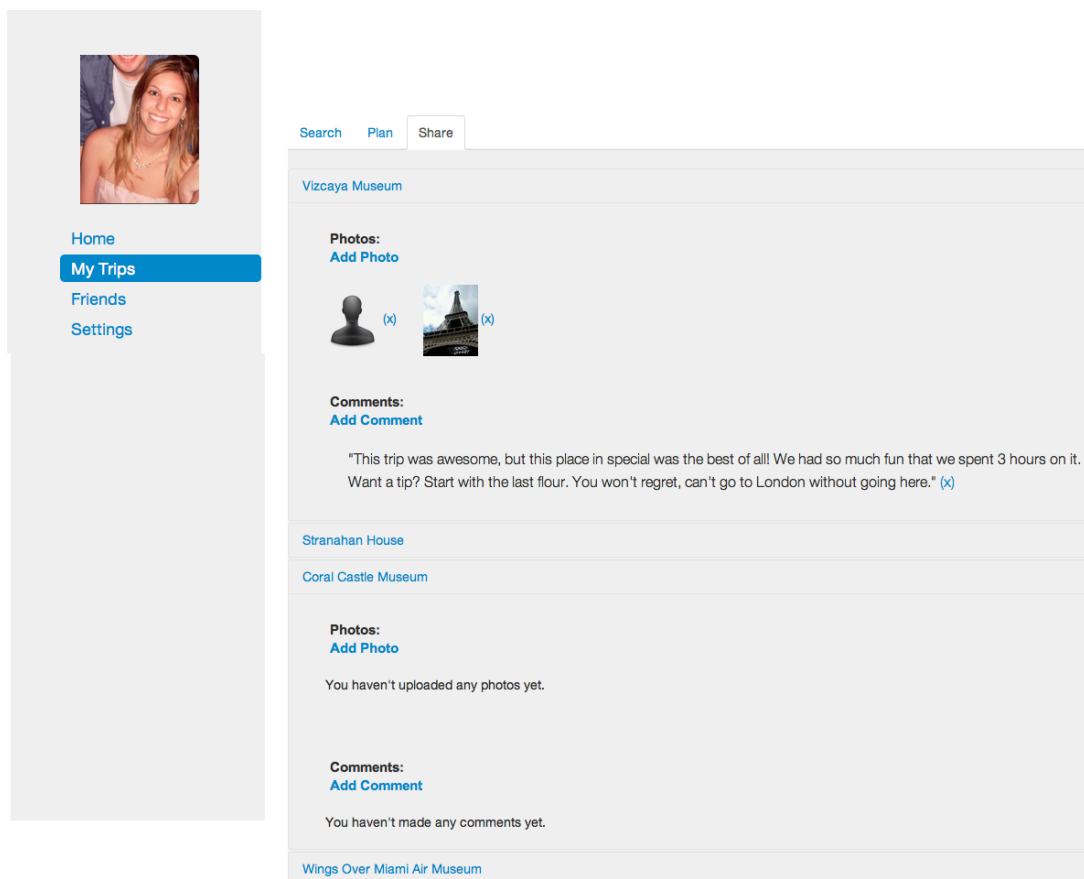 Home
My Trips
Friends
Settings
Search Plan Share
Vizcaya Museum
Photos:
Add Photo
(x) (x)
Comments:
Add Comment
"This trip was awesome, but this place in special was the best of all! We had so much fun that we spent 3 hours on it.
Want a tip? Start with the last flour. You won't regret, can't go to London without going here." (x)
Stranahan House
Coral Castle Museum
Photos:
Add Photo
You haven't uploaded any photos yet.
Comments:
Add Comment
You haven't made any comments yet.
Wings Over Miami Air Museum